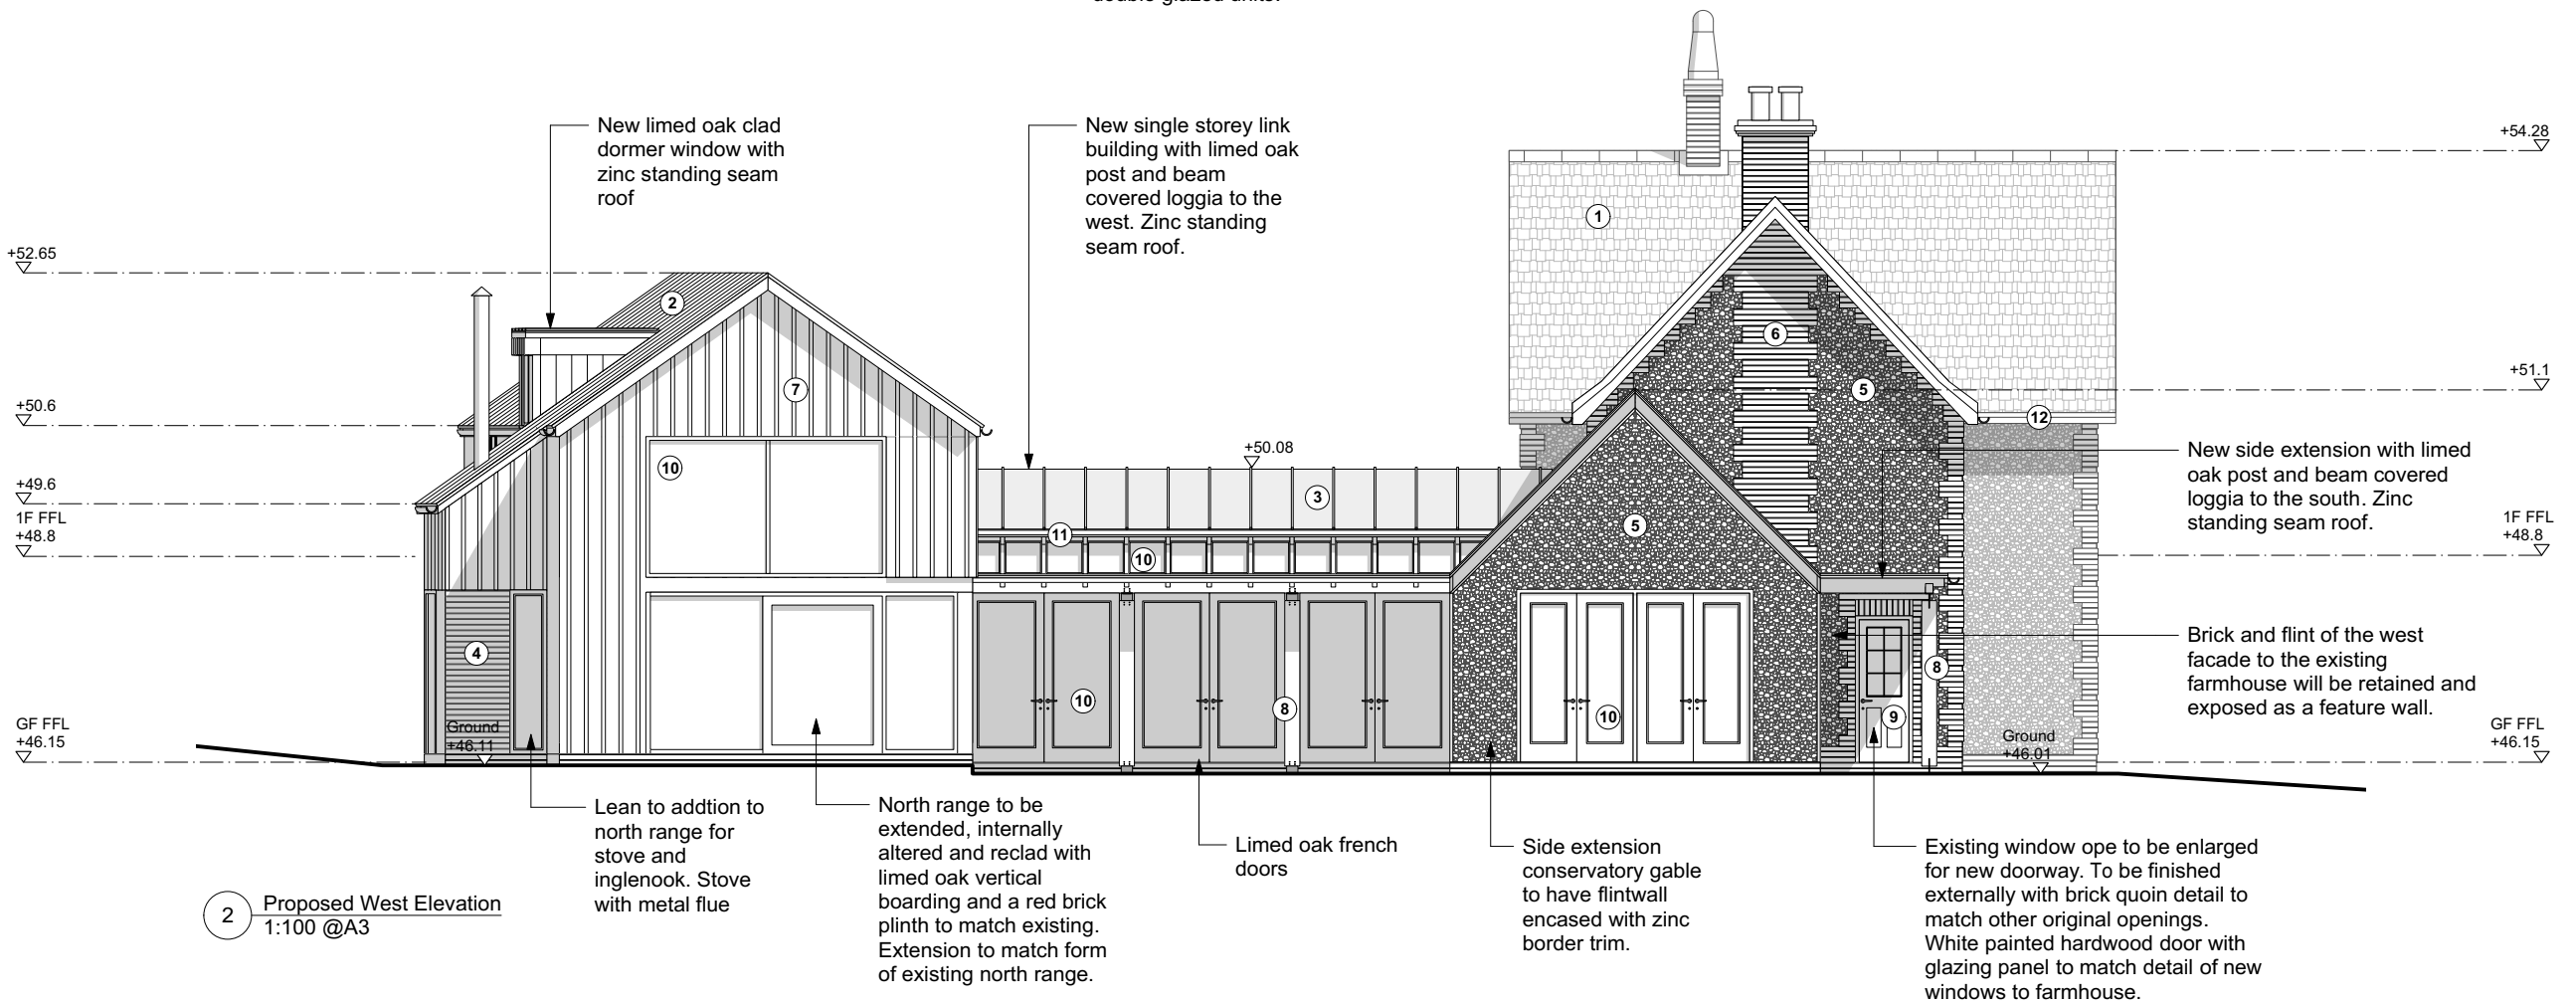 double glazed units.
New limed oak clad
dormer window with
zinc standing seam
roof
New single storey link
building with limed oak
post and beam
covered loggia to the
west. Zinc standing
seam roof.
+54.28
1
+52.65
2
6
+51.1
7
5
+50.6
12
+50.08
New side extension with limed
oak post and beam covered
loggia to the south. Zinc
standing seam roof.
10
+49.6
3
5
1F FFL
+48.8
11
10
1F FFL
+48.8
Brick and flint of the west
facade to the existing
farmhouse will be retained and
exposed as a feature wall.
4
8
10
8
10
9
GF FFL
+46.15
Ground
+46.11
Ground
+46.01
GF FFL
+46.15
Lean to addtion to
north range for
stove and
inglenook. Stove
with metal flue
North range to be
extended, internally
altered and reclad with
limed oak vertical
boarding and a red brick
plinth to match existing.
Extension to match form
of existing north range.
Limed oak french
doors
Side extension
conservatory gable
to have flintwall
encased with zinc
border trim.
Existing window ope to be enlarged
for new doorway. To be finished
externally with brick quoin detail to
match other original openings.
White painted hardwood door with
glazing panel to match detail of new
windows to farmhouse.
2
Proposed West Elevation
1:100 @A3